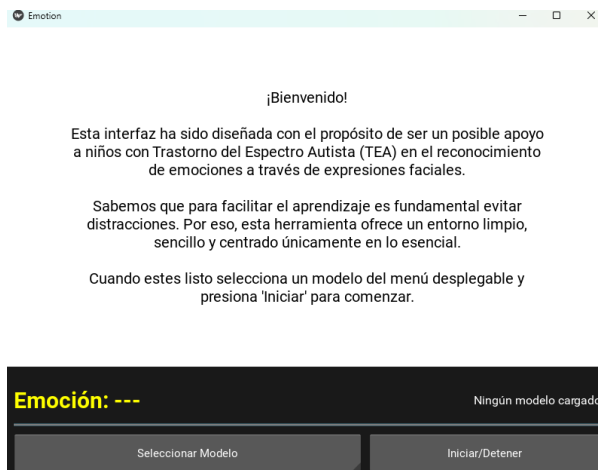 Emotion
¡Bienvenido!
Esta interfaz ha sido diseñada con el propósito de ser un posible apoyo
a niños con Trastorno del Espectro Autista (TEA) en el reconocimiento
de emociones a través de expresiones faciales.
Sabemos que para facilitar el aprendizaje es fundamental evitar
distracciones. Por eso, esta herramienta ofrece un entorno limpio,
sencillo y centrado únicamente en lo esencial.
Cuando estes listo selecciona un modelo del menú desplegable y
presiona 'Iniciar' para comenzar.
Emoción: ---
Ningún modelo cargado
Seleccionar Modelo
Iniciar/Detener